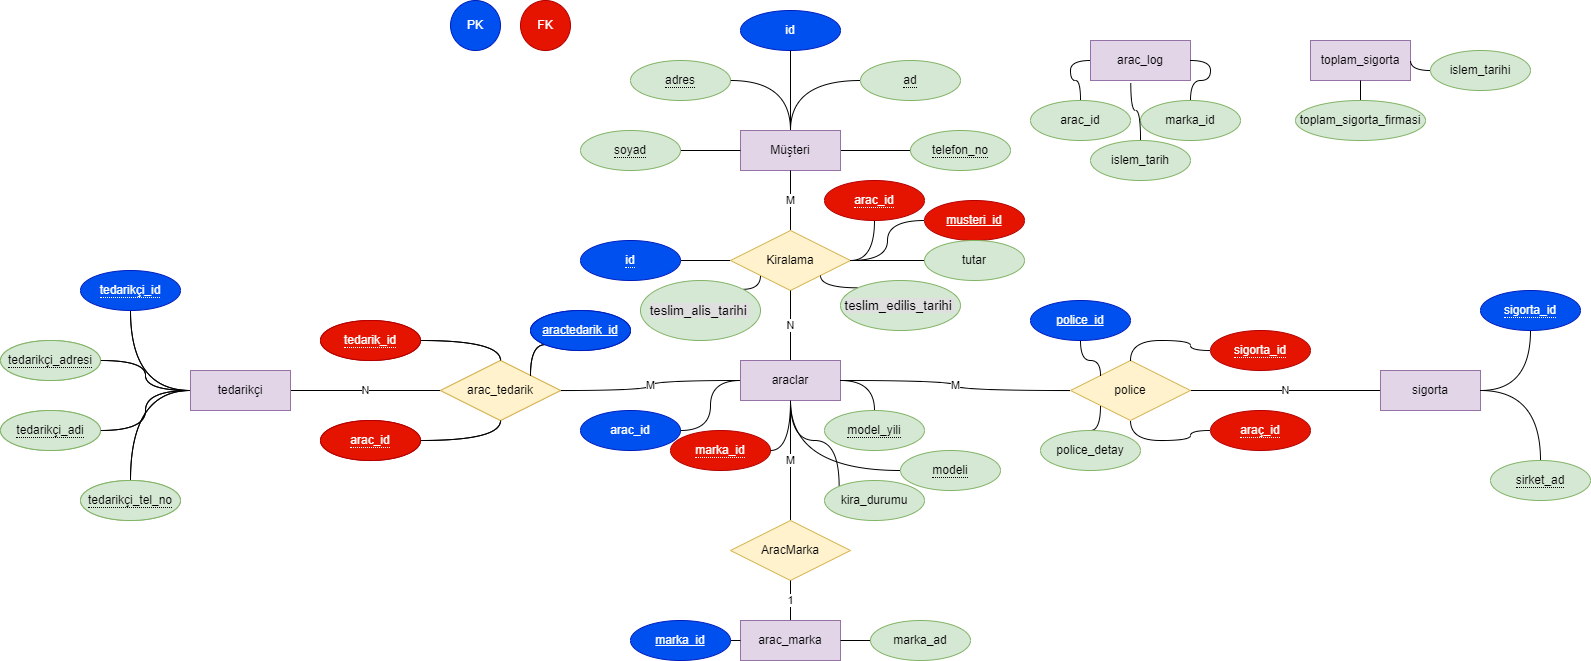 PK
FK
id
adres
ad
soyad
Müşteri
telefon_no
arac_log
arac_id
marka_id
islem_tarih
toplam_sigorta
islem_tarihi
toplam_sigorta_firmasi
M
arac_id
musteri_id
id
Kiralama
tutar
teslim_alis_tarihi
teslim_edilis_tarihi
N
tedarikçi_id
tedarikçi_adresi
tedarikçi
tedarikçi_adi
tedarikçi_tel_no
N
tedarik_id
aractedarik_id
arac_tedarik
arac_id
M
araclar
arac_id
marka_id
model_yili
modeli
kira_durumu
M
M
police_id
sigorta_id
police
araç_id
police_detay
N
sigorta_id
sigorta
sirket_ad
AracMarka
1
marka_id
arac_marka
marka_ad